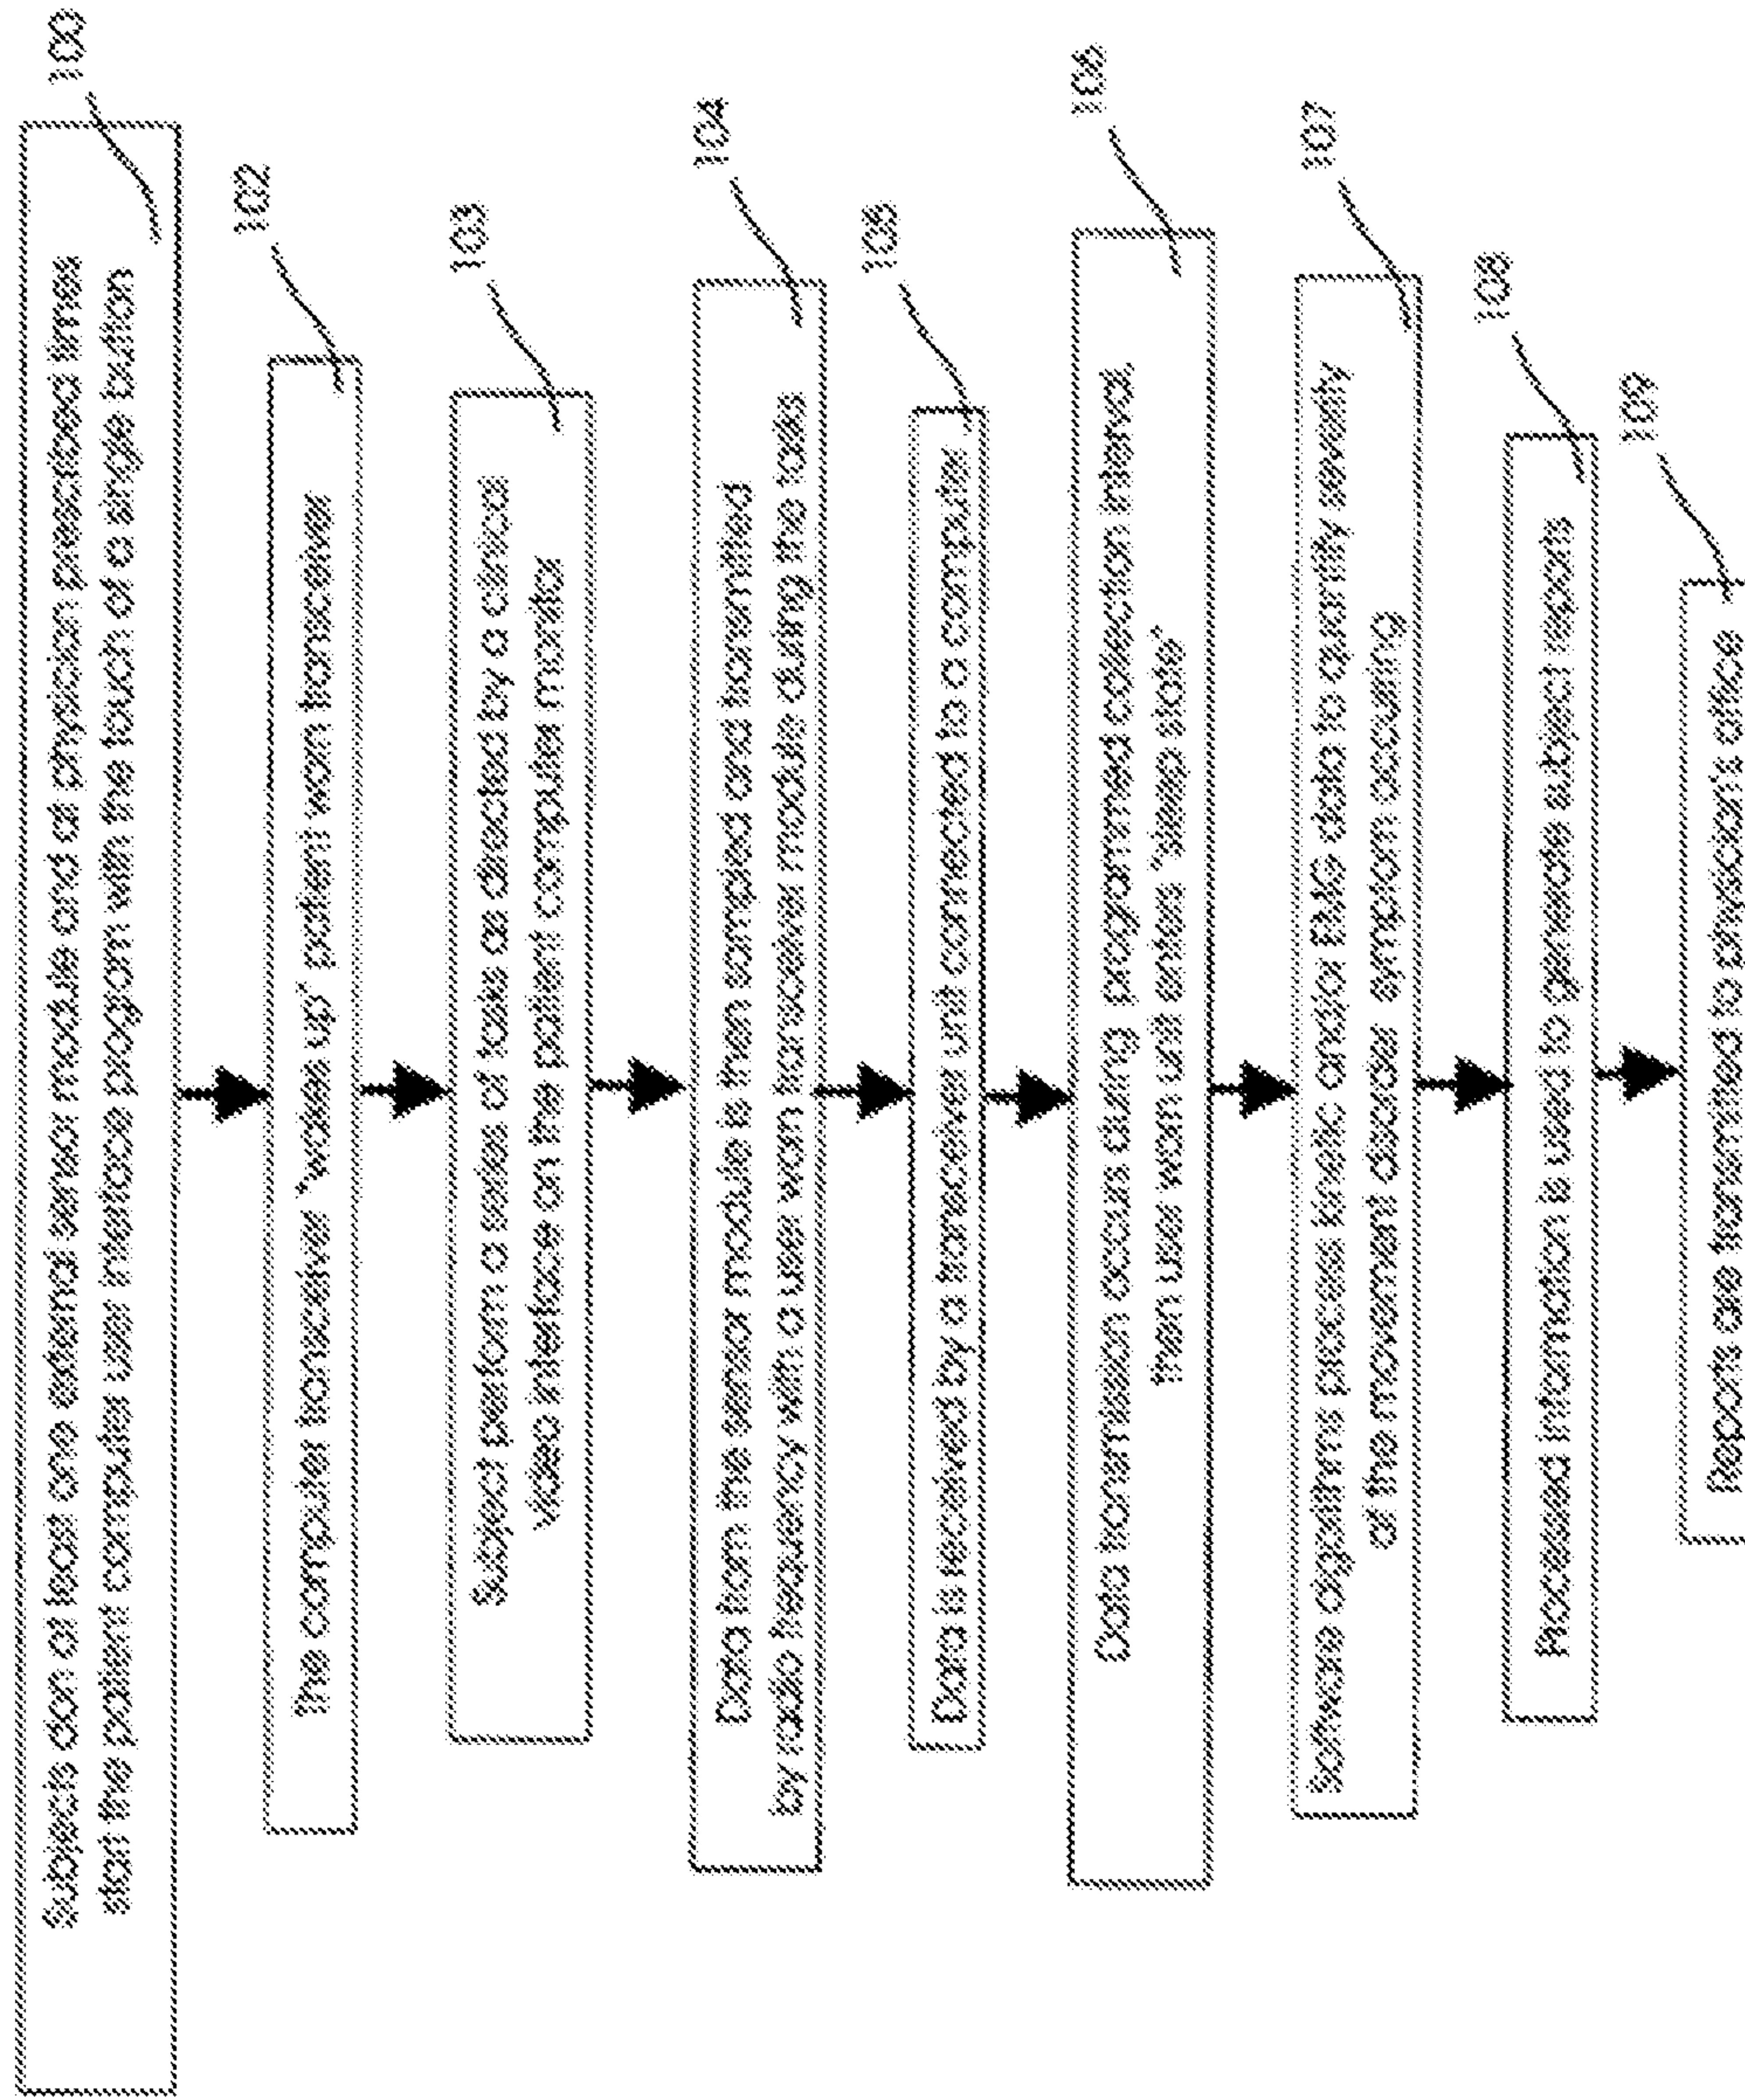 Subjects don at least one external sensor module and at physician prescribed times
start the patient computer user interface program with the touch of a single button
100
The computer transceiver "wakes up" patient worn transceiver
102
Subject perform a series of tasks as directed by a clinical
video interface on the patient computer monitor
103
Data from the sensor module is then sampled and transmitted
by radio frequency with a user worn transceiver module during the tasks
104
Data is received by a transceiver unit connected to a computer
105
Data transmission occurs during programmed collection interval,
then user worn unit enters "sleep state"
106
Software algorithms process kinetic and/or EMG data to quantify severity
of the movement disorder symptom occuring
107
Processed information is used to generate subject reports
108
Reports are transmitted to physician's office
109